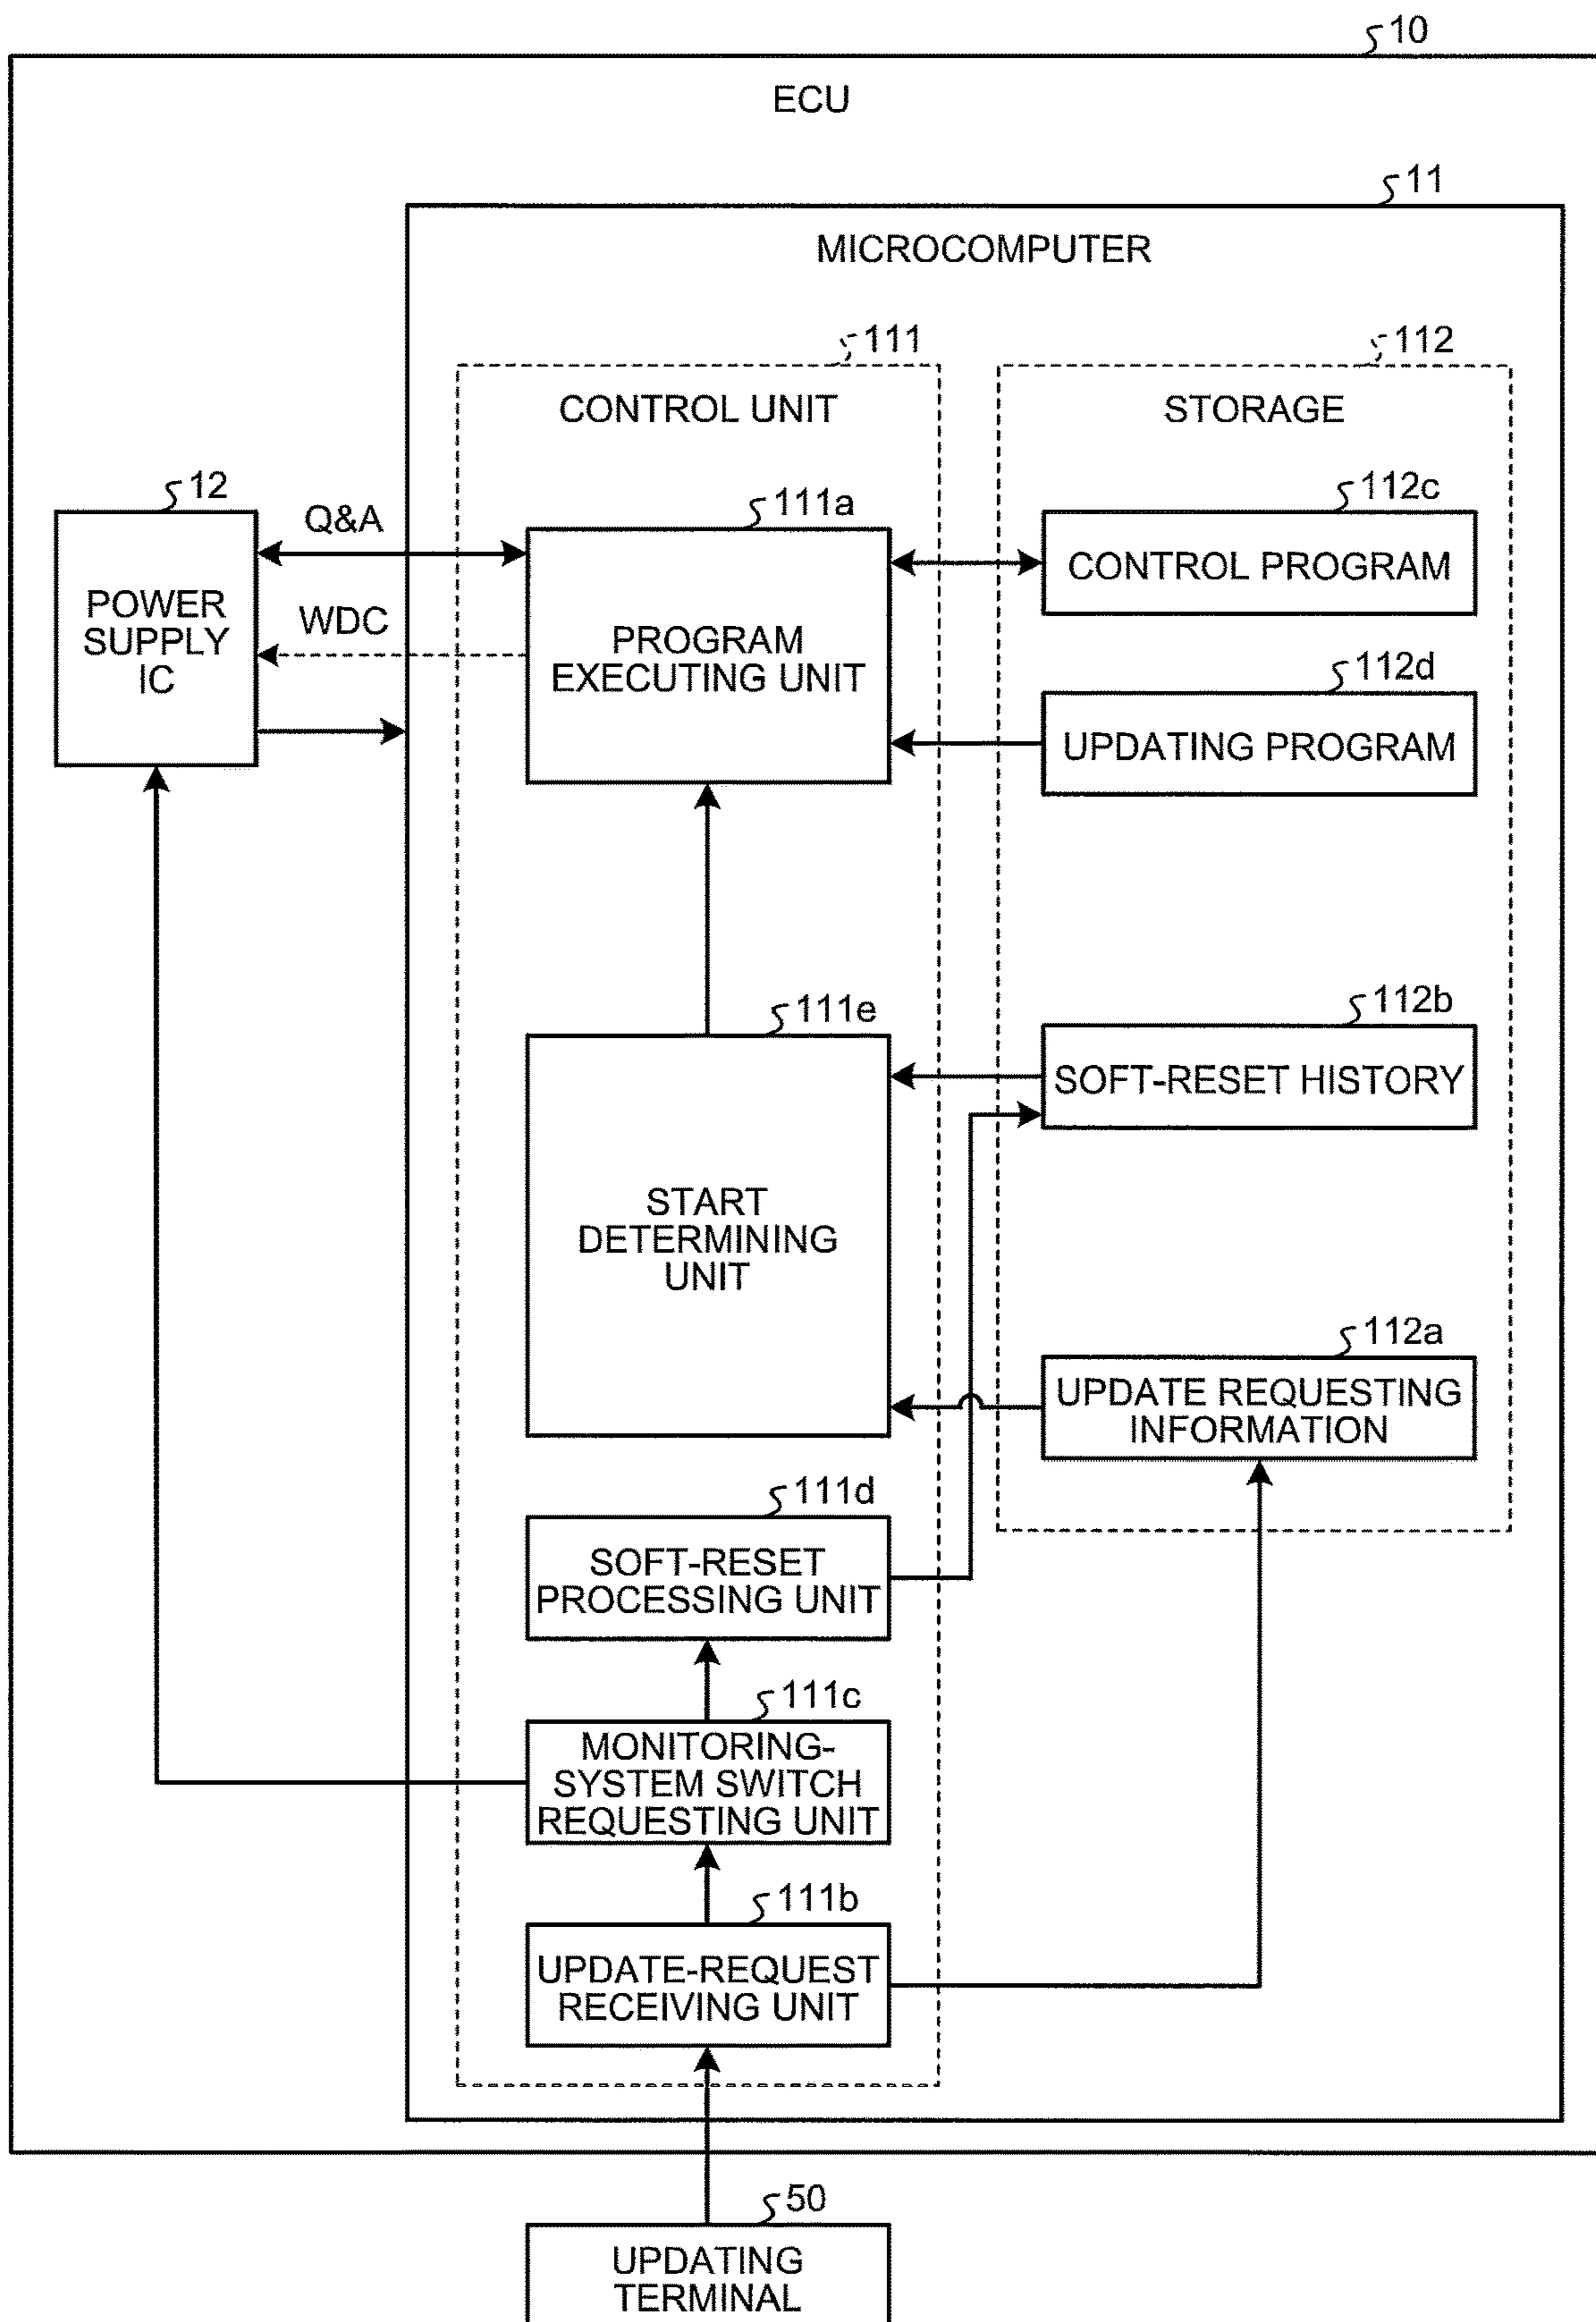 10
ECU
11
MICROCOMPUTER
111
112
CONTROL UNIT
STORAGE
12
Q&A
111a
112c
POWER
SUPPLY
IC
WDC
PROGRAM
EXECUTING UNIT
CONTROL PROGRAM
112d
UPDATING PROGRAM
111e
112b
SOFT-RESET HISTORY
START
DETERMINING
UNIT
112a
UPDATE REQUESTING
INFORMATION
111d
SOFT-RESET
PROCESSING UNIT
111c
MONITORING-
SYSTEM SWITCH
REQUESTING UNIT
111b
UPDATE-REQUEST
RECEIVING UNIT
50
UPDATING
TERMINAL